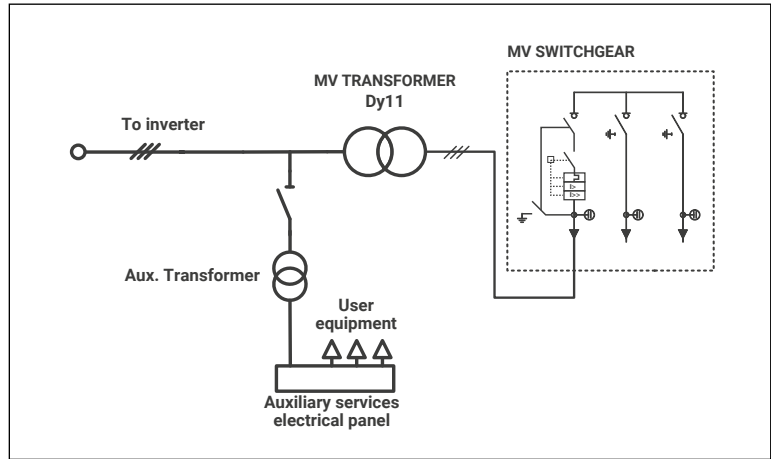 MV SWITCHGEAR
MV TRANSFORMER
Dy11
To inverter
I>
I>>
Aux. Transformer
User
equipment
Auxiliary services
electrical panel